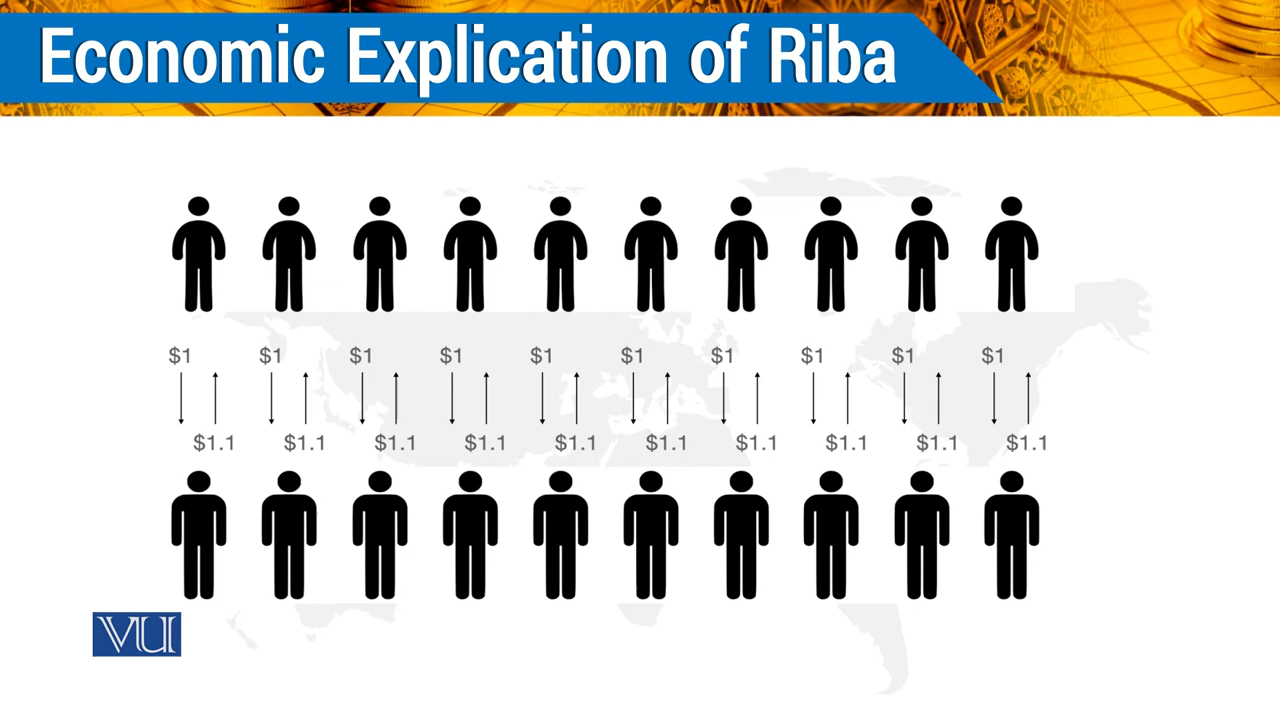 Economic Explication of Riba
$1 $1 $1 $1 $1 $1 $1 $1 $1 $1
$1.1 $1.1 $1.1 $1.1 $1.1 $1.1 $1.1 $1.1 $1.1 $1.1
VU